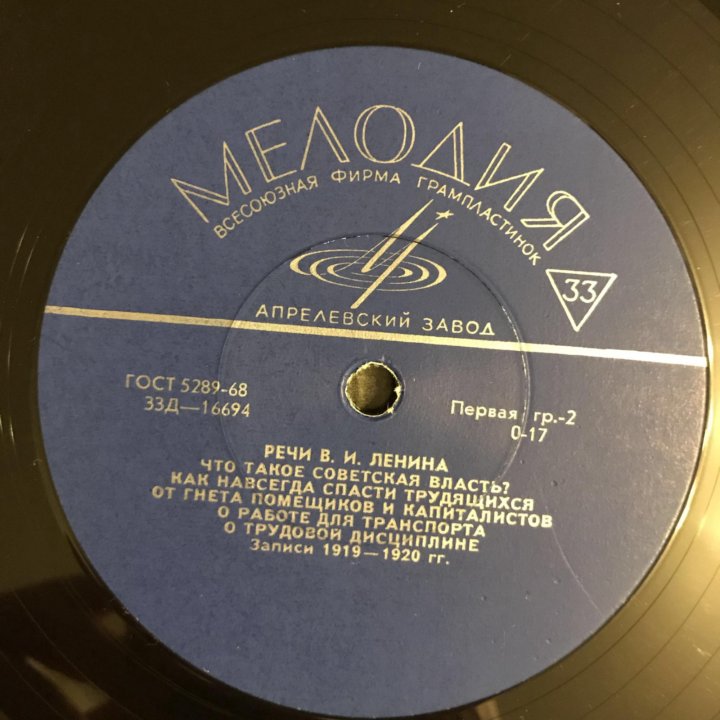 МЕЛОДИЯ
ВСЕСОЮЗНАЯ ФИРМА ГРАМПЛАСТИНОК
33
АПРЕЛЕВСКИЙ ЗАВОД
ГОСТ 5289-68
33Д—16694
Первая гр.-2
0-17
РЕЧИ В. И. ЛЕНИНА
ЧТО ТАКОЕ СОВЕТСКАЯ ВЛАСТЬ?
КАК НАВСЕГДА СПАСТИ ТРУДЯЩИХСЯ
ОТ ГНЕТА ПОМЕЩИКОВ И КАПИТАЛИСТОВ
О РАБОТЕ ДЛЯ ТРАНСПОРТА
О ТРУДОВОЙ ДИСЦИПЛИНЕ
Записи 1919—1920 гг.